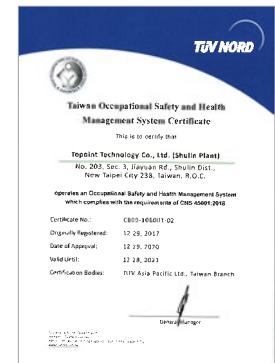 TÜV NORD
Taiwan Occupational Safety and Health
Management System Certificate
This is to certify that
Topoint Technology Co., Ltd. (Shulin Plant)
No. 203, Sec. 3, Jiayuan Rd., Shulin Dist.,
New Taipei City 238, Taiwan, R.O.C.
operates an Occupational Safety and Health Management System
which complies with the requirements of CNS 45001:2018
Certificate No.:
Originally Registered: 12 29, 2017
Date of Approval: 12 29, 2020
Valid Until: 12 28, 2023
Certification Bodies: TUV Asia Pacific Ltd., Taiwan Branch
General Manager